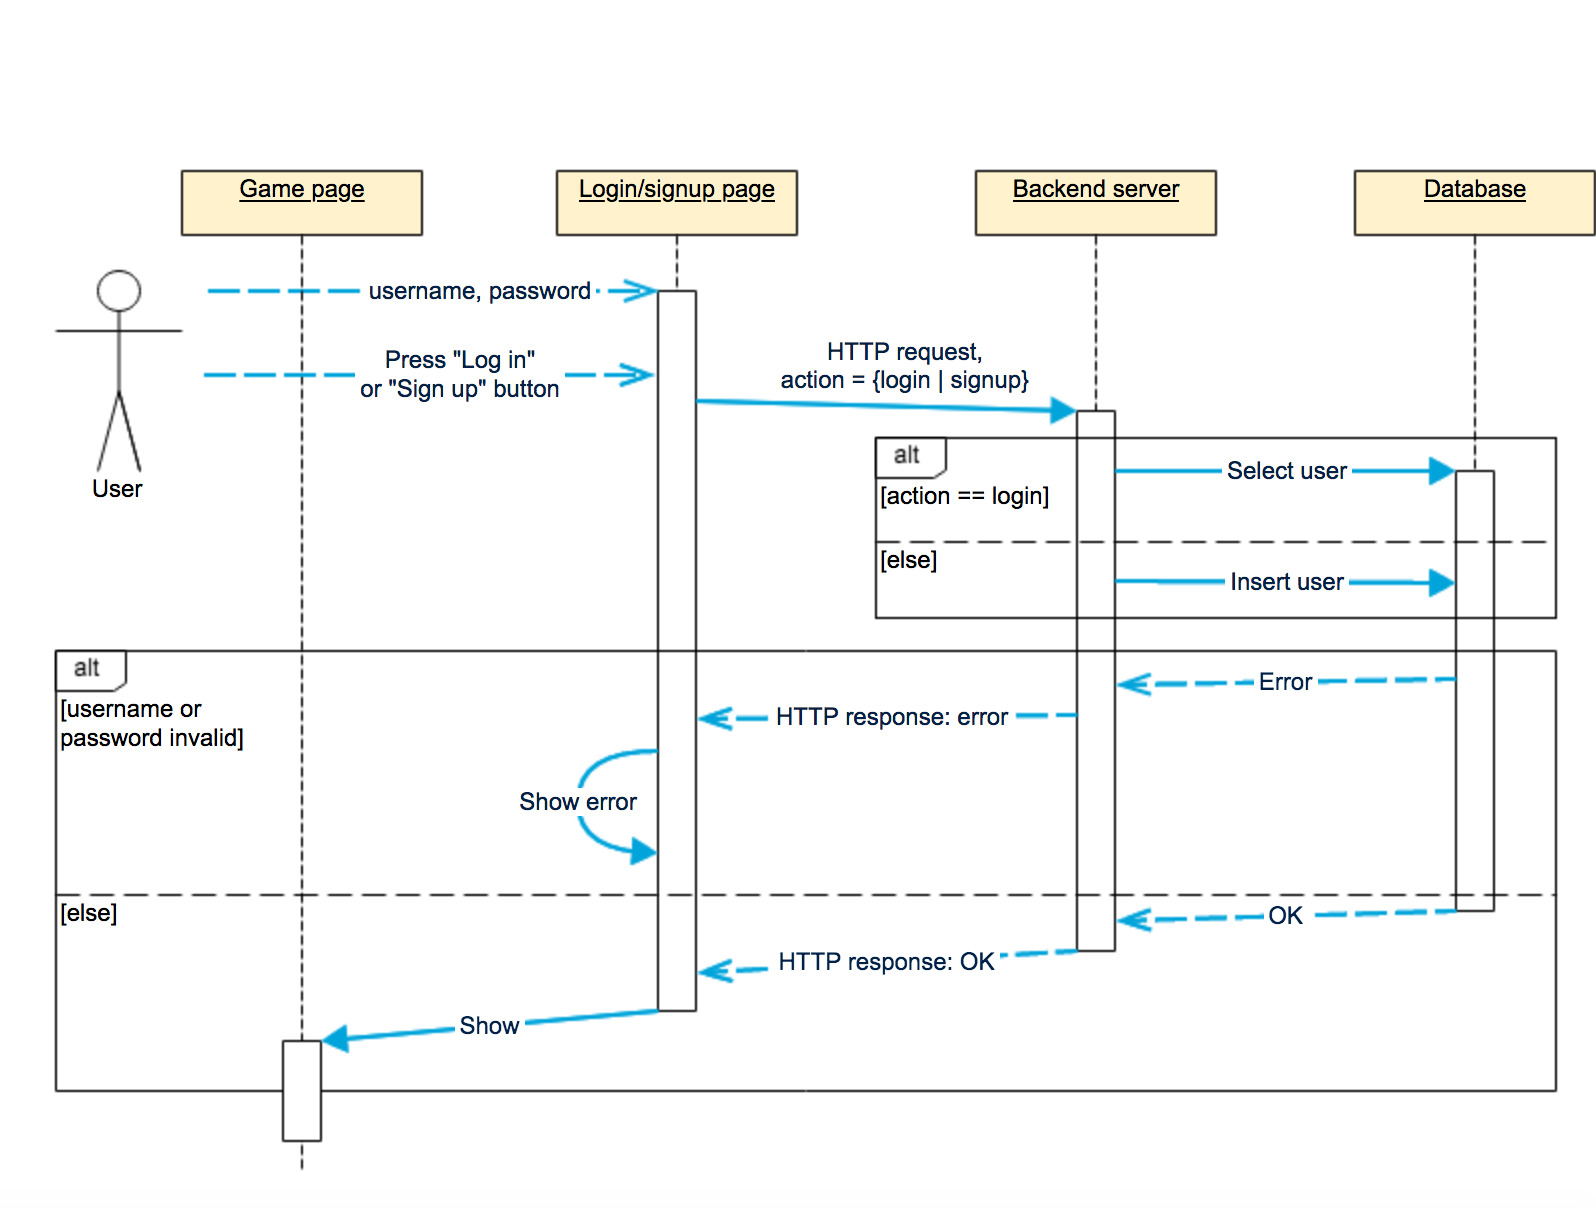 Game page
Login/signup page
Backend server
Database
username, password
Press "Log in"
or "Sign up" button
HTTP request,
action = {login | signup}
User
alt
[action == login]
Select user
[else]
Insert user
alt
[username or
password invalid]
Error
HTTP response: error
Show error
[else]
OK
HTTP response: OK
Show